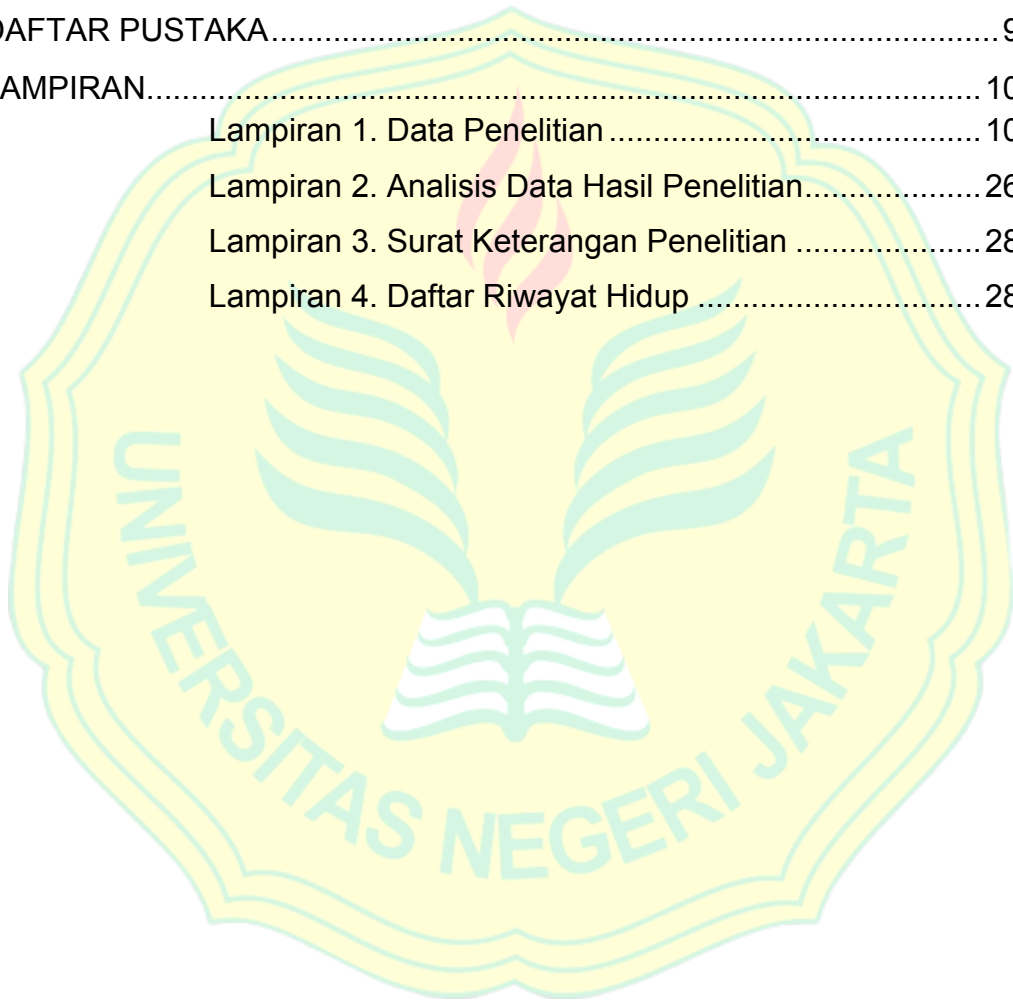 DAFTAR PUSTAKA........................................................................................9
LAMPIRAN....................................................................................................10
Lampiran 1. Data Penelitian............................................10
Lampiran 2. Analisis Data Hasil Penelitian....................26
Lampiran 3. Surat Keterangan Penelitian......................28
Lampiran 4. Daftar Riwayat Hidup.................................28
UNIVERSITAS NEGERI JAKARTA